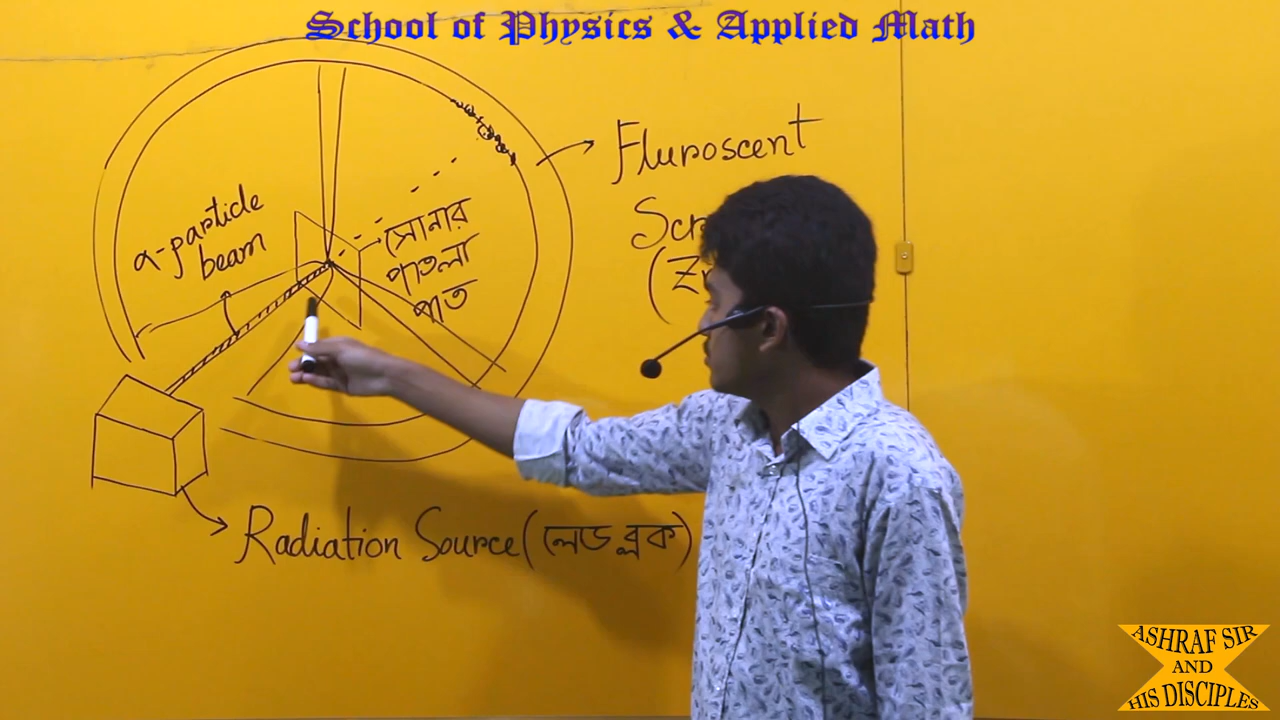 School of Physics & Applied Math
Fluroscent
α-particle
beam
সোনার
পাতলা
পাত
Radiation Source (লেড ব্লক)
ASHRAF SIR
AND
HIS DISCIPLES